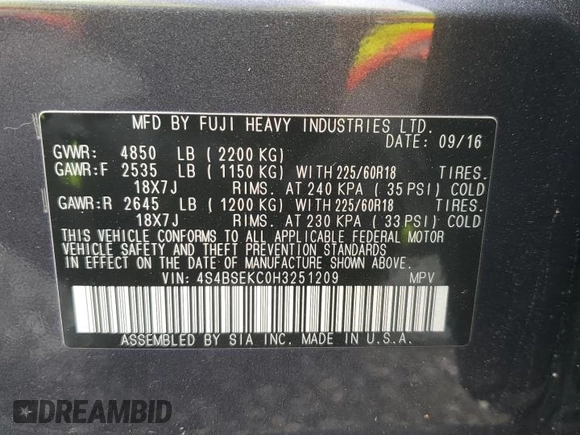 MFD BY FUJI HEAVY INDUSTRIES LTD.
DATE: 09/16
GVWR: 4850 LB ( 2200 KG)
GAWR:F 2535 LB ( 1150 KG) WITH 225/60R18 TIRES.
18X7J RIMS. AT 240 KPA ( 35 PSI) COLD
GAWR:R 2645 LB ( 1200 KG) WITH 225/60R18 TIRES.
18X7J RIMS. AT 230 KPA ( 33 PSI) COLD
THIS VEHICLE CONFORMS TO ALL APPLICABLE FEDERAL MOTOR
VEHICLE SAFETY AND THEFT PREVENTION STANDARDS
IN EFFECT ON THE DATE OF MANUFACTURE SHOWN ABOVE.
VIN: 4S4BSEKC0H3251209 MPV
ASSEMBLED BY SIA INC. MADE IN U.S.A.
DREAMBID